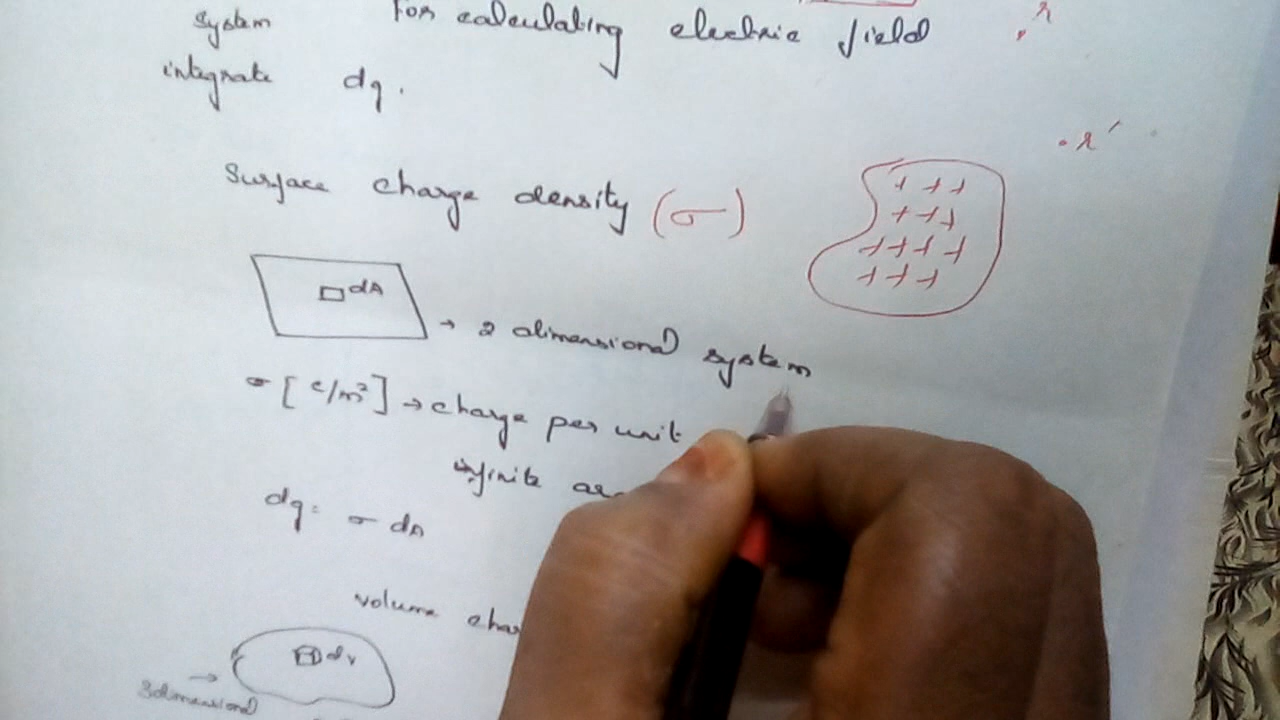 system For calculating electric field
integrate dq.
r
r'
Surface charge density (σ)
+ + +
+ + +
+ + + +
+ + +
dA
→ 2 dimensional system
σ [c/m²] → charge per unit
infinite
dq = σ dA
volume
dv
→
3dimensional